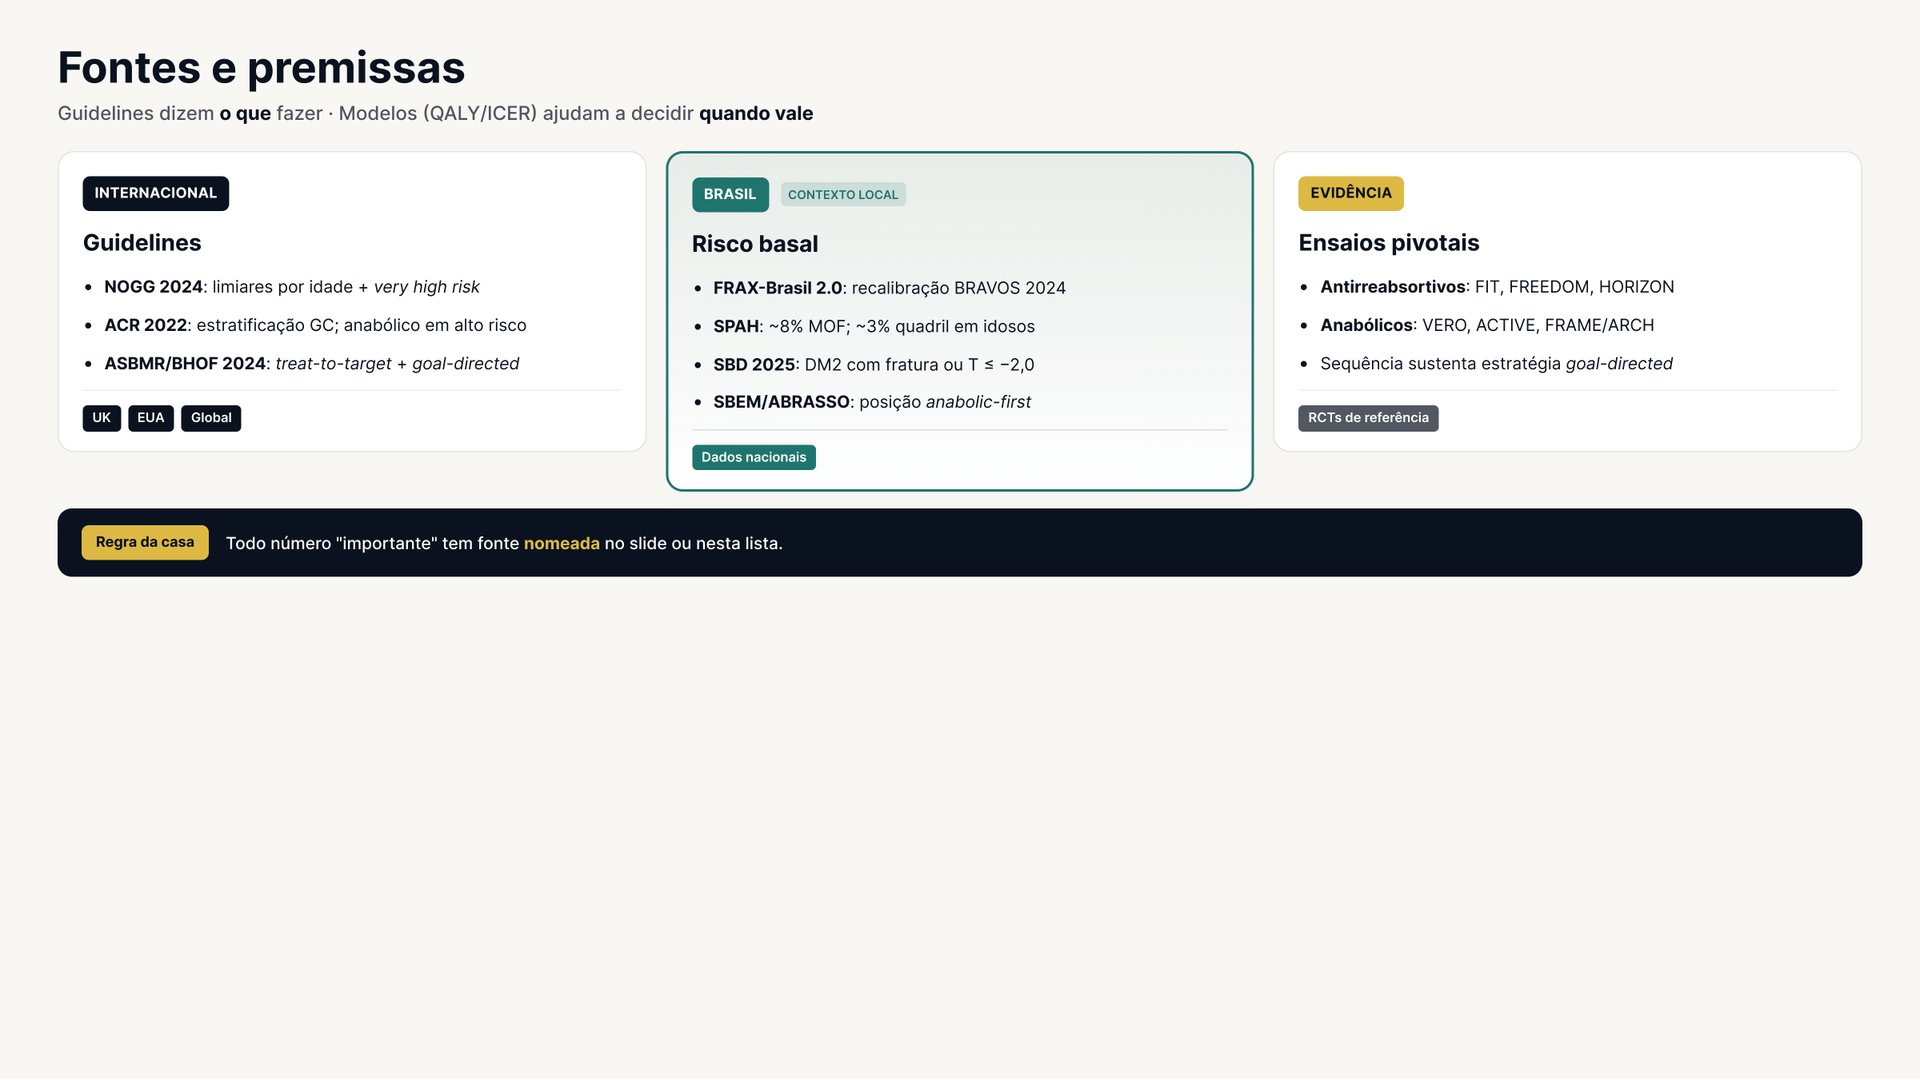 Fontes e premissas
Guidelines dizem o que fazer · Modelos (QALY/ICER) ajudam a decidir quando vale
INTERNACIONAL
Guidelines
• NOGG 2024: limiares por idade + very high risk
• ACR 2022: estratificação GC; anabólico em alto risco
• ASBMR/BHOF 2024: treat-to-target + goal-directed
UK EUA Global
BRASIL CONTEXTO LOCAL
Risco basal
• FRAX-Brasil 2.0: recalibração BRAVOS 2024
• SPAH: ~8% MOF; ~3% quadril em idosos
• SBD 2025: DM2 com fratura ou T ≤ −2,0
• SBEM/ABRASSO: posição anabolic-first
Dados nacionais
EVIDÊNCIA
Ensaios pivotais
• Antirreabsortivos: FIT, FREEDOM, HORIZON
• Anabólicos: VERO, ACTIVE, FRAME/ARCH
• Sequência sustenta estratégia goal-directed
RCTs de referência
Regra da casa Todo número "importante" tem fonte nomeada no slide ou nesta lista.